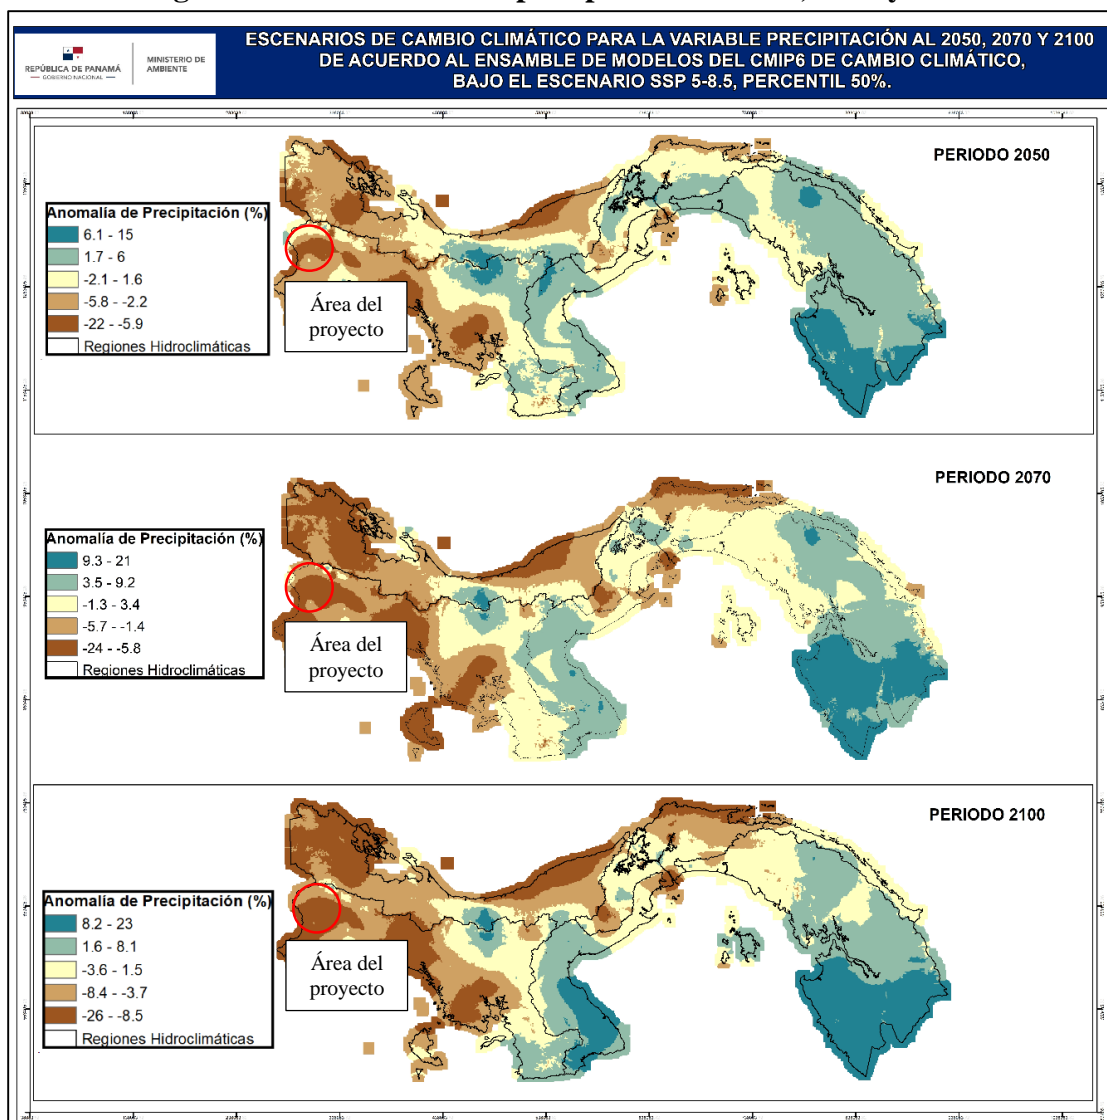 ESCENARIOS DE CAMBIO CLIMÁTICO PARA LA VARIABLE PRECIPITACIÓN AL 2050, 2070 Y 2100
DE ACUERDO AL ENSAMBLE DE MODELOS DEL CMIP6 DE CAMBIO CLIMÁTICO,
BAJO EL ESCENARIO SSP 5-8.5, PERCENTIL 50%.
REPÚBLICA DE PANAMÁ
GOBIERNO NACIONAL
MINISTERIO DE
AMBIENTE
PERIODO 2050
Anomalía de Precipitación (%)
6.1 - 15
1.7 - 6
-2.1 - 1.6
-5.8 - -2.2
-22 - -5.9
Regiones Hidroclimáticas
Área del
proyecto
PERIODO 2070
Anomalía de Precipitación (%)
9.3 - 21
3.5 - 9.2
-1.3 - 3.4
-5.7 - -1.4
-24 - -5.8
Regiones Hidroclimáticas
Área del
proyecto
PERIODO 2100
Anomalía de Precipitación (%)
8.2 - 23
1.6 - 8.1
-3.6 - 1.5
-8.4 - -3.7
-26 - -8.5
Regiones Hidroclimáticas
Área del
proyecto